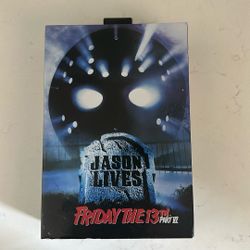 JASON
LIVES
FRIDAY THE 13TH
PART VI